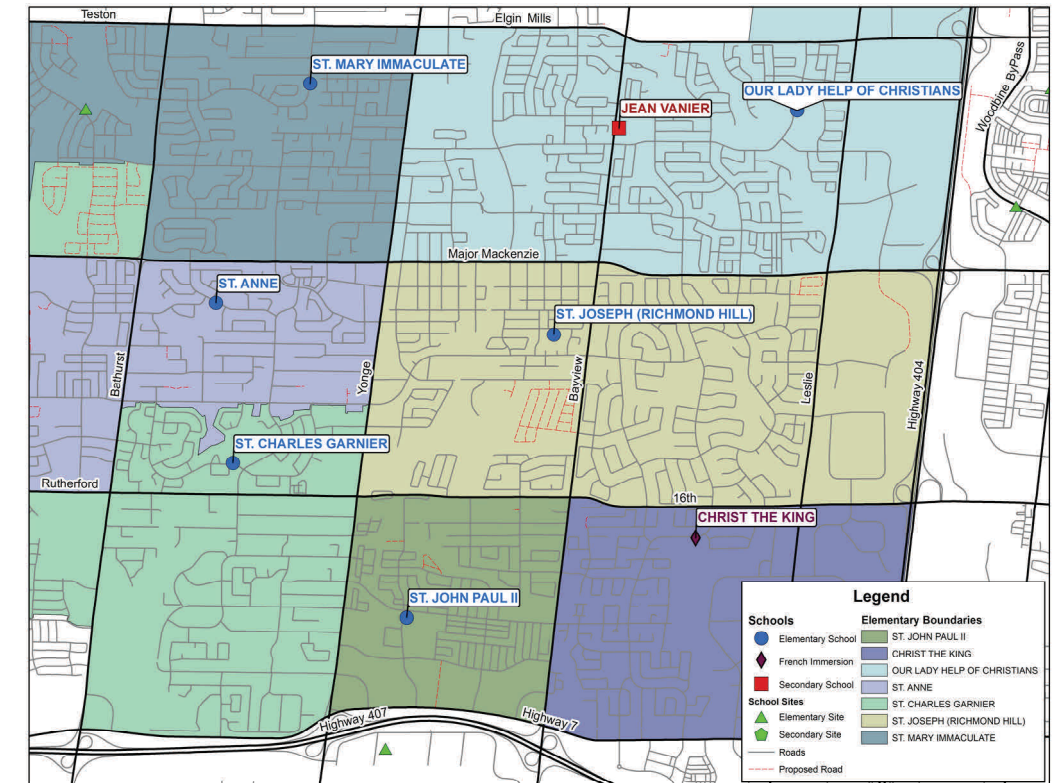 Teston
Elgin Mills
ST. MARY IMMACULATE
Woodbine ByPass
OUR LADY HELP OF CHRISTIANS
JEAN VANIER
Major Mackenzie
ST. ANNE
ST. JOSEPH (RICHMOND HILL)
Bathurst
Yonge
Bayview
Leslie
Highway 404
ST. CHARLES GARNIER
Rutherford
16th
CHRIST THE KING
ST. JOHN PAUL II
Highway 407
Highway 7
Legend
Schools
Elementary School
French Immersion
Secondary School
School Sites
Elementary Site
Secondary Site
Roads
Proposed Road
Elementary Boundaries
ST. JOHN PAUL II
CHRIST THE KING
OUR LADY HELP OF CHRISTIANS
ST. ANNE
ST. CHARLES GARNIER
ST. JOSEPH (RICHMOND HILL)
ST. MARY IMMACULATE